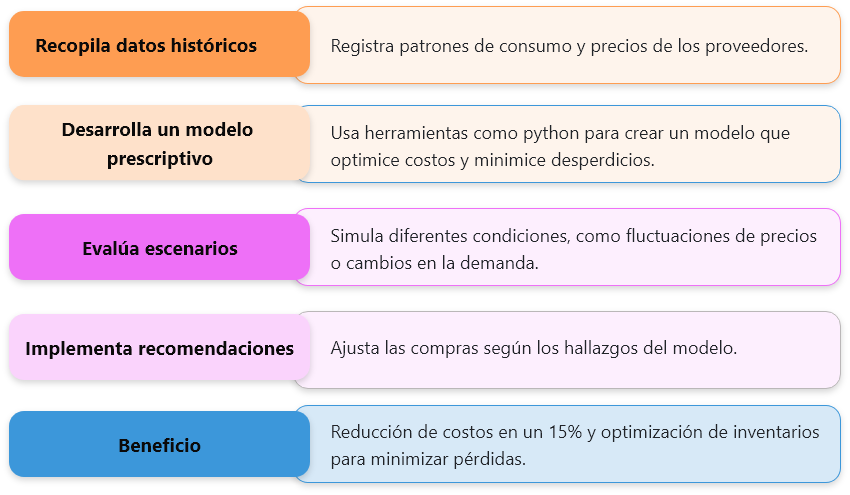 Recopila datos históricos
Registra patrones de consumo y precios de los proveedores.
Desarrolla un modelo
prescriptivo
Usa herramientas como python para crear un modelo que
optimice costos y minimice desperdicios.
Evalúa escenarios
Simula diferentes condiciones, como fluctuaciones de precios
o cambios en la demanda.
Implementa recomendaciones
Ajusta las compras según los hallazgos del modelo.
Beneficio
Reducción de costos en un 15% y optimización de inventarios
para minimizar pérdidas.